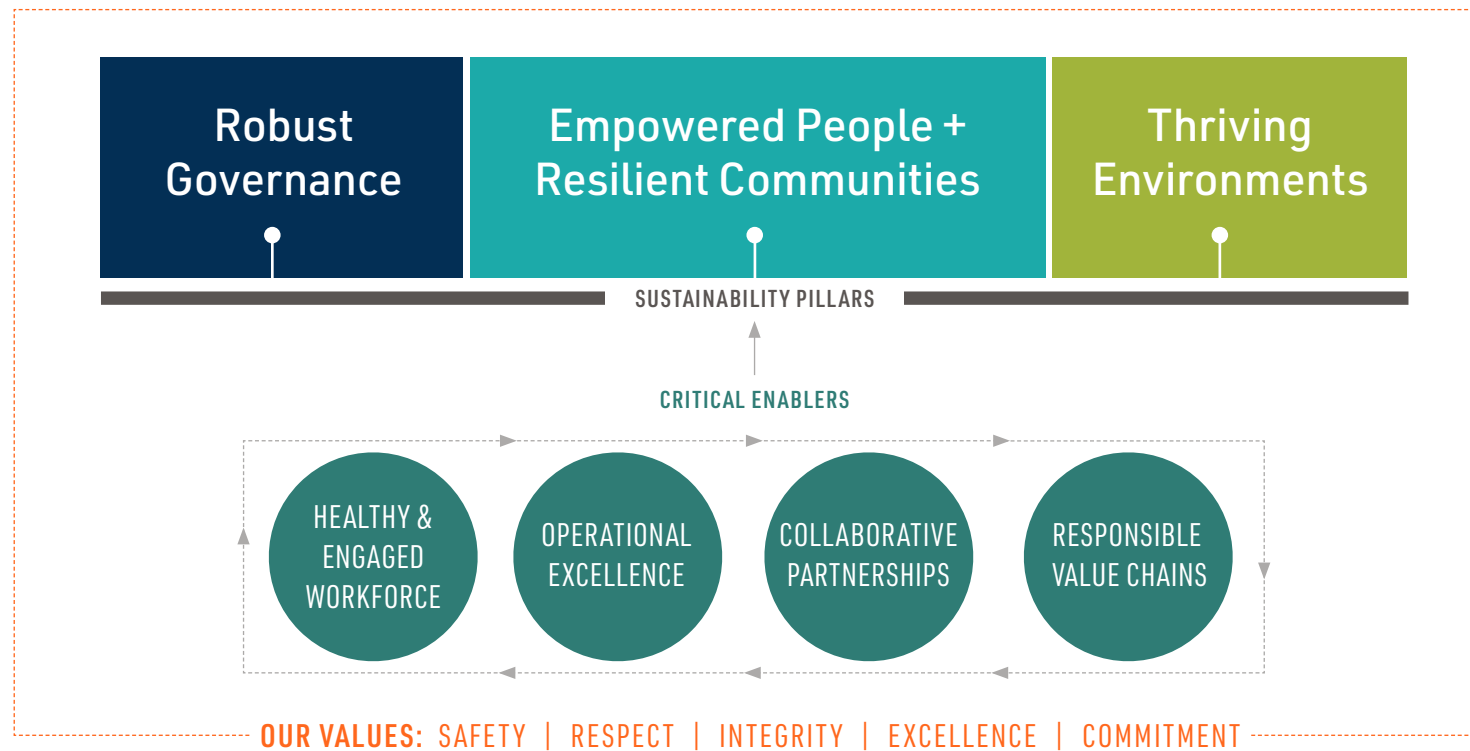 Robust
Governance
Empowered People +
Resilient Communities
Thriving
Environments
SUSTAINABILITY PILLARS
CRITICAL ENABLERS
HEALTHY &
ENGAGED
WORKFORCE
OPERATIONAL
EXCELLENCE
COLLABORATIVE
PARTNERSHIPS
RESPONSIBLE
VALUE CHAINS
OUR VALUES: SAFETY | RESPECT | INTEGRITY | EXCELLENCE | COMMITMENT